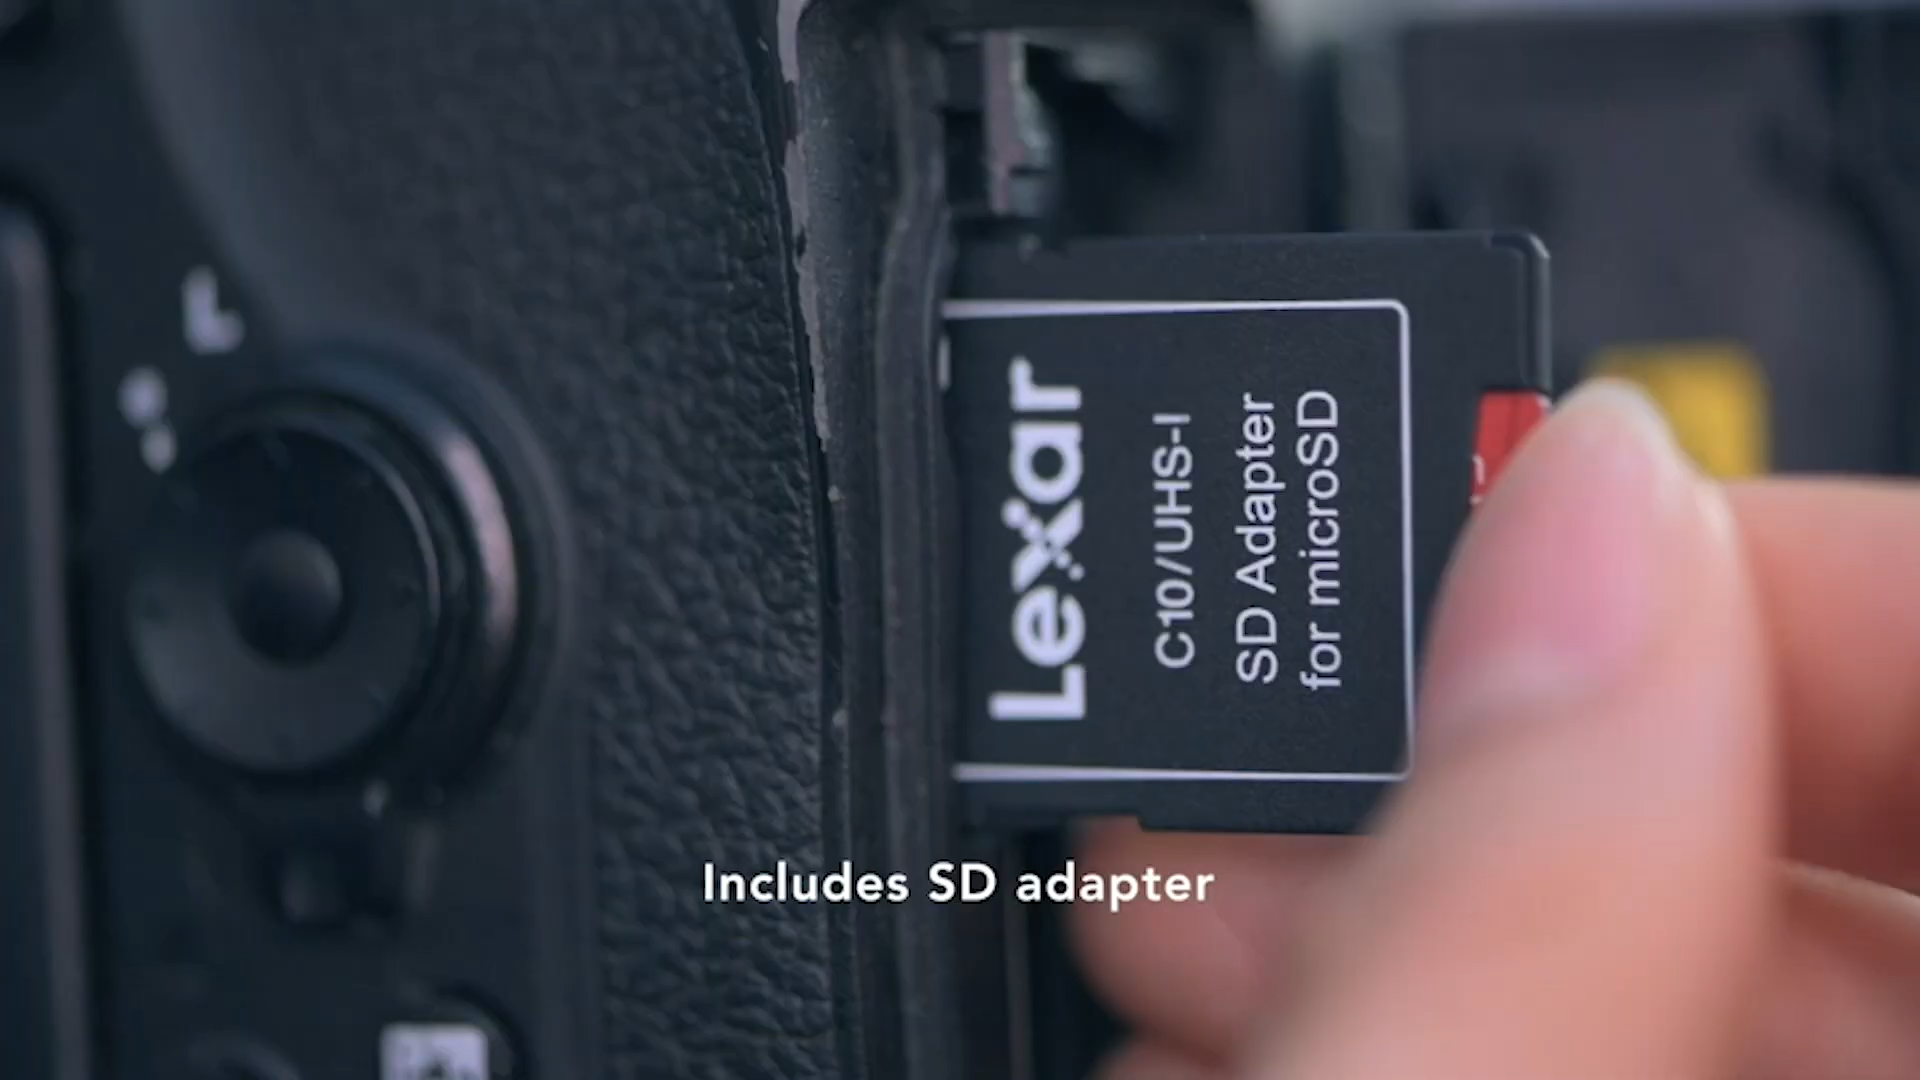 Lexar
C10/UHS-I
SD Adapter
for microSD
Includes SD adapter